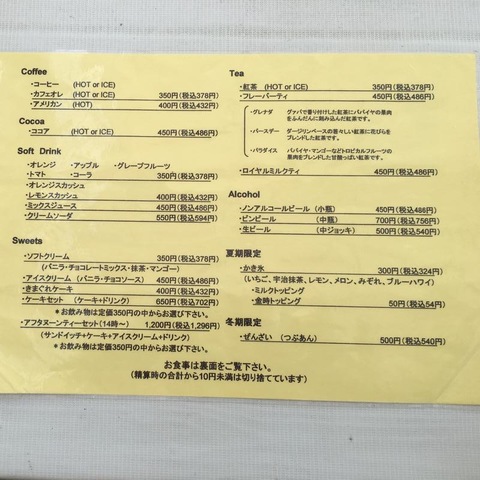 Coffee
・コーヒー (HOT or ICE)
・カフェオレ (HOT or ICE) 350円(税込378円)
・アメリカン (HOT) 400円(税込432円)
Cocoa
・ココア (HOT or ICE) 450円(税込486円)
Soft Drink
・オレンジ ・アップル ・グレープフルーツ
・トマト ・コーラ 350円(税込378円)
・オレンジスカッシュ
・レモンスカッシュ 400円(税込432円)
・ミックスジュース 450円(税込486円)
・クリームソーダ 550円(税込594円)
Sweets
・ソフトクリーム 350円(税込378円)
(バニラ・チョコレートミックス・抹茶・マンゴー)
・アイスクリーム (バニラ・チョコソース) 450円(税込486円)
・きまぐれケーキ 400円(税込432円)
・ケーキセット (ケーキ+ドリンク) 650円(税込702円)
*お飲み物は定価350円の中からお選び下さい。
・アフタヌーンティーセット(14時～) 1,200円(税込1,296円)
(サンドイッチ+ケーキ+アイスクリーム+ドリンク)
*お飲み物は定価350円の中からお選び下さい。
Tea
・紅茶 (HOT or ICE) 350円(税込378円)
・フレーバーティ 450円(税込486円)
・グレナダ グァバで香り付けした紅茶にパパイヤの果肉
をふんだんに刻み込んだ紅茶です。
・バースデー ダージリンベースの若々しい紅茶に花びらを
ブレンドした紅茶です。
・パラダイス パパイヤ・マンゴーなどトロピカルフルーツの
果肉をブレンドした甘酸っぱい紅茶です。
・ロイヤルミルクティ 450円(税込486円)
Alcohol
・ノンアルコールビール (小瓶) 450円(税込486円)
・ビンビール (中瓶) 700円(税込756円)
・生ビール (中ジョッキ) 500円(税込540円)
夏期限定
・かき氷 300円(税込324円)
(いちご、宇治抹茶、レモン、メロン、みぞれ、ブルーハワイ)
・ミルクトッピング
・金時トッピング 50円(税込54円)
冬期限定
・ぜんざい (つぶあん) 500円(税込540円)
お食事は裏面をご覧下さい。
(精算時の合計から10円未満は切り捨てています)